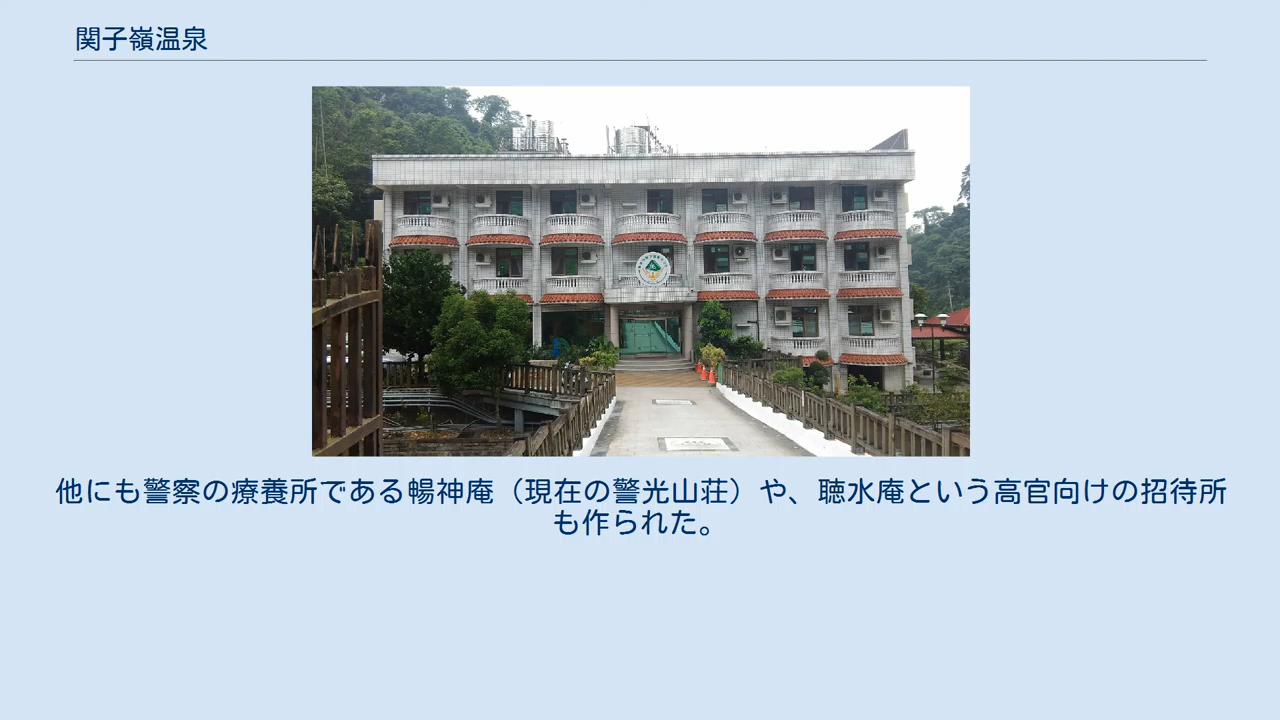 関子嶺温泉
他にも警察の療養所である暢神庵（現在の警光山荘）や、聴水庵という高官向けの招待所
も作られた。